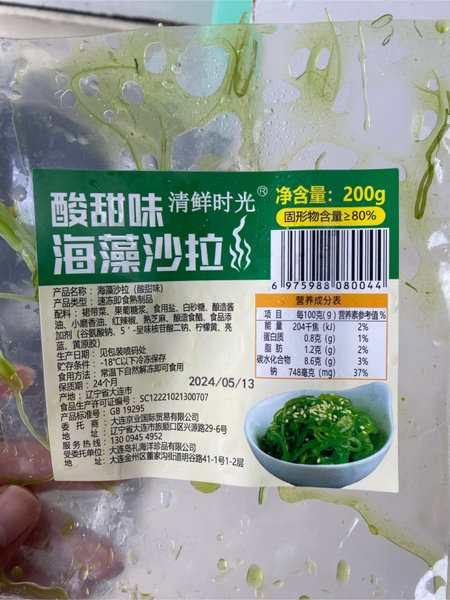 酸甜味 清鲜时光®
海藻沙拉
净含量：200g
固形物含量≥80%
6 975988 080044
产品名称：海藻沙拉（酸甜味）
产品类型：速冻即食熟制品
配料：裙带菜、果葡糖浆、食用盐、白砂糖、酿造酱
油、小磨香油、红辣椒、熟芝麻、酿造食醋、食品添
加剂（谷氨酸钠、5´-呈味核苷酸二钠、柠檬黄、亮
蓝、黄原胶）
生产日期：见包装喷码处
贮存条件：-18℃以下冷冻保存
食用方法：常温下自然解冻即可食用
保质期：24个月
2024/05/13
产地：辽宁省大连市
食品生产许可证编号：SC12221021300707
产品标准号：GB 19295
委托商：大连京业国际贸易有限公司
地址：辽宁省大连市旅顺口区兴源路29-6号
服务热线：130 0945 4952
受委托单位：大连岛礼海洋珍品有限公司
地址：大连金州区董家沟街道明谷路41-1号1-2层
营养成分表
项目 每100克(g) 营养素参考值%
能量 204千焦(kJ) 2%
蛋白质 0.8克(g) 1%
脂肪 1.2克(g) 2%
碳水化合物 8.6克(g) 3%
钠 748毫克(mg) 37%